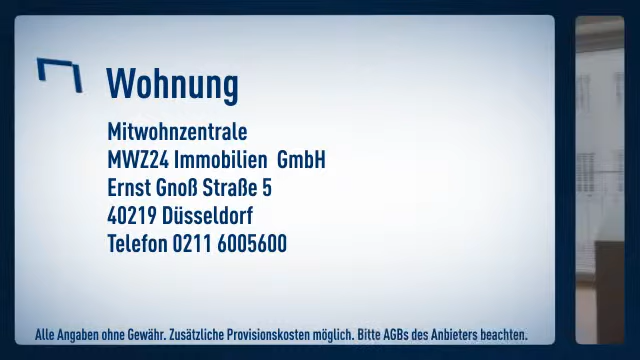 Wohnung
Mitwohnzentrale
MWZ24 Immobilien GmbH
Ernst Gnoß Straße 5
40219 Düsseldorf
Telefon 0211 6005600
Alle Angaben ohne Gewähr. Zusätzliche Provisionskosten möglich. Bitte AGBs des Anbieters beachten.